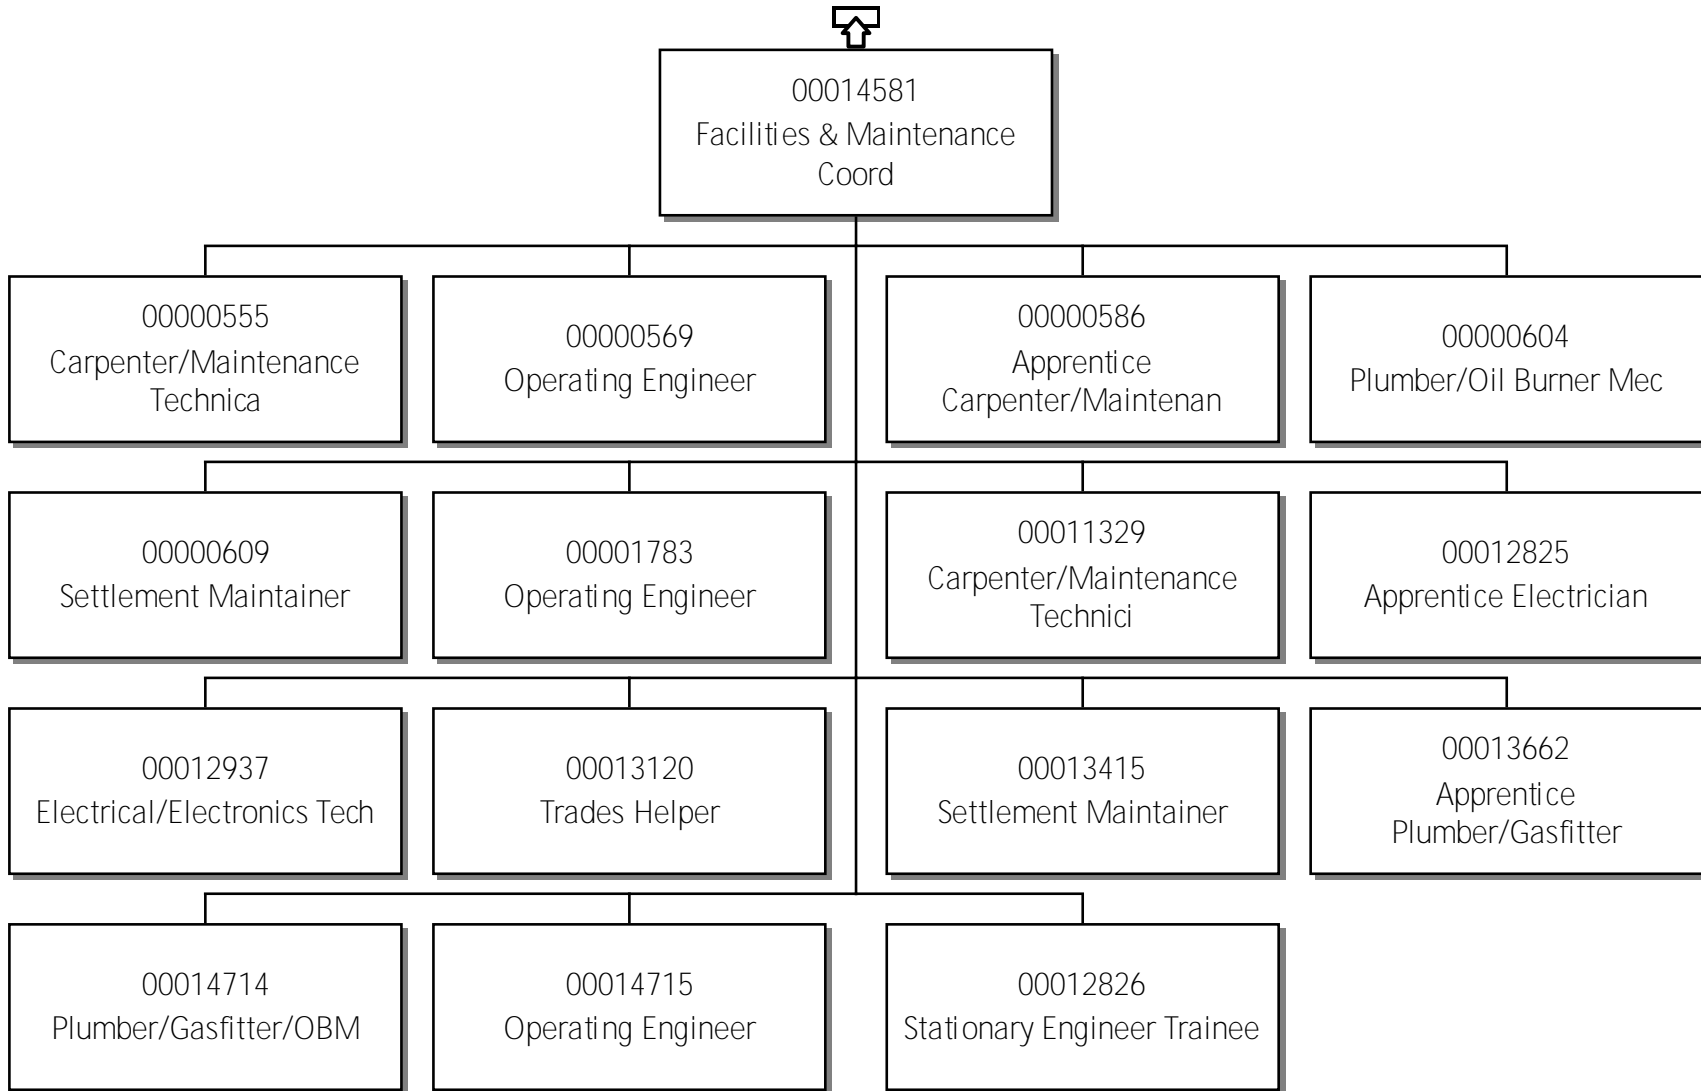 00014581
Facilities & Maintenance
Coord
00000555
Carpenter/Maintenance
Technica
00000569
Operating Engineer
00000586
Apprentice
Carpenter/Maintenan
00000604
Plumber/Oil Burner Mec
00000609
Settlement Maintainer
00001783
Operating Engineer
00011329
Carpenter/Maintenance
Technici
00012825
Apprentice Electrician
00012937
Electrical/Electronics Tech
00013120
Trades Helper
00013415
Settlement Maintainer
00013662
Apprentice
Plumber/Gasfitter
00014714
Plumber/Gasfitter/OBM
00014715
Operating Engineer
00012826
Stationary Engineer Trainee